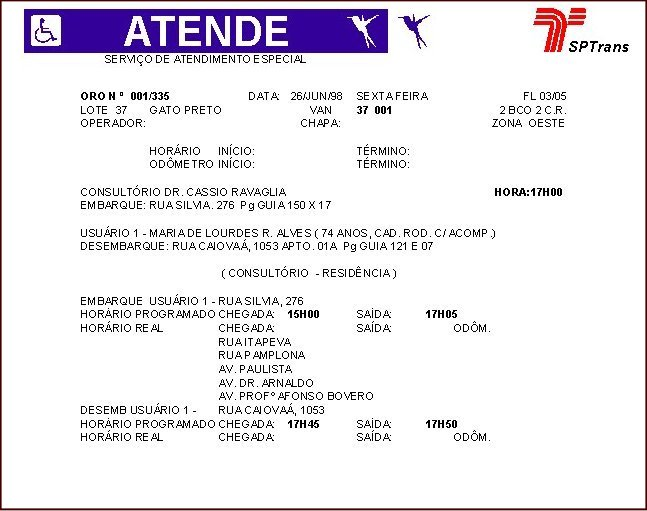 ATENDE
SPTrans
SERVIÇO DE ATENDIMENTO ESPECIAL
ORO N º 001/335 DATA: 26/JUN/98 SEXTA FEIRA FL 03/05
LOTE 37 GATO PRETO VAN 37 001 2 BCO 2 C.R.
OPERADOR: CHAPA: ZONA OESTE
HORÁRIO INÍCIO: TÉRMINO:
ODÔMETRO INÍCIO: TÉRMINO:
CONSULTÓRIO DR. CASSIO RAVAGLIA HORA:17H00
EMBARQUE: RUA SILVIA. 276 Pg GUIA 150 X 17
USUÁRIO 1 - MARIA DE LOURDES R. ALVES ( 74 ANOS, CAD. ROD. C/ ACOMP.)
DESEMBARQUE: RUA CAIOVAÁ, 1053 APTO. 01A Pg GUIA 121 E 07
( CONSULTÓRIO - RESIDÊNCIA )
EMBARQUE USUÁRIO 1 - RUA SILVIA, 276
HORÁRIO PROGRAMADO CHEGADA: 15H00 SAÍDA: 17H05
HORÁRIO REAL CHEGADA: SAÍDA: ODÔM.
RUA ITAPEVA
RUA PAMPLONA
AV. PAULISTA
AV. DR. ARNALDO
AV. PROFº AFONSO BOVERO
DESEMB USUÁRIO 1 - RUA CAIOVAÁ, 1053
HORÁRIO PROGRAMADO CHEGADA: 17H45 SAÍDA: 17H50
HORÁRIO REAL CHEGADA: SAÍDA: ODÔM.